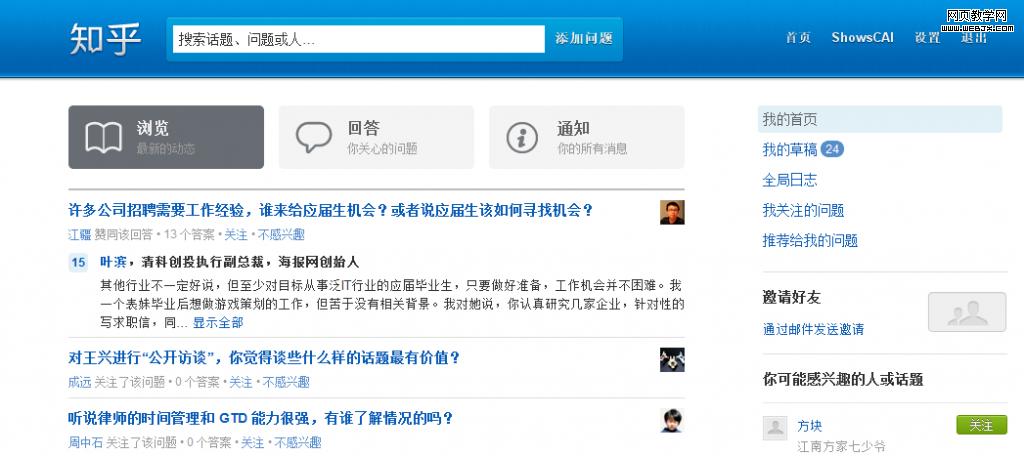 网页教学网
www.webjx.com
知乎
搜索话题、问题或人...
添加问题
首页 ShowsCAI 设置 退出
浏览
最新的动态
回答
你关心的问题
通知
你的所有消息
许多公司招聘需要工作经验，谁来给应届生机会？或者说应届生该如何寻找机会？
江疆 赞同该回答 • 13 个答案 • 关注 • 不感兴趣
15 叶滨，清科创投执行副总裁，海报网创始人
其他行业不一定好说，但至少对目标从事泛IT行业的应届毕业生，只要做好准备，工作机会并不困难。我
一个表妹毕业后想做游戏策划的工作，但苦于没有相关背景。我对她说，你认真研究几家企业，针对性的
写求职信，同... 显示全部
对王兴进行“公开访谈”，你觉得谈些什么样的话题最有价值？
成远 关注了该问题 • 0 个答案 • 关注 • 不感兴趣
听说律师的时间管理和 GTD 能力很强，有谁了解情况的吗？
周中石 关注了该问题 • 0 个答案 • 关注 • 不感兴趣
我的首页
我的草稿 24
全局日志
我关注的问题
推荐给我的问题
邀请好友
通过邮件发送邀请
你可能感兴趣的人或话题
方块
江南方家七少爷
关注